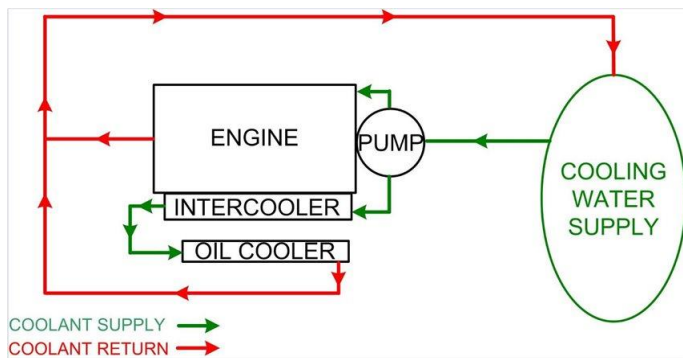 ENGINE
PUMP
INTERCOOLER
OIL COOLER
COOLING
WATER
SUPPLY
COOLANT SUPPLY
COOLANT RETURN